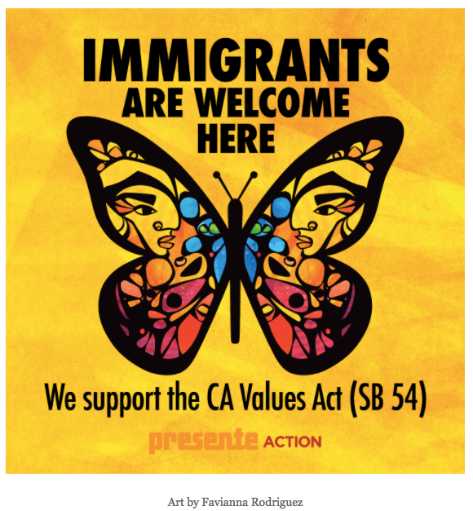 IMMIGRANTS
ARE WELCOME
HERE
We support the CA Values Act (SB 54)
presente ACTION
Art by Favianna Rodriguez